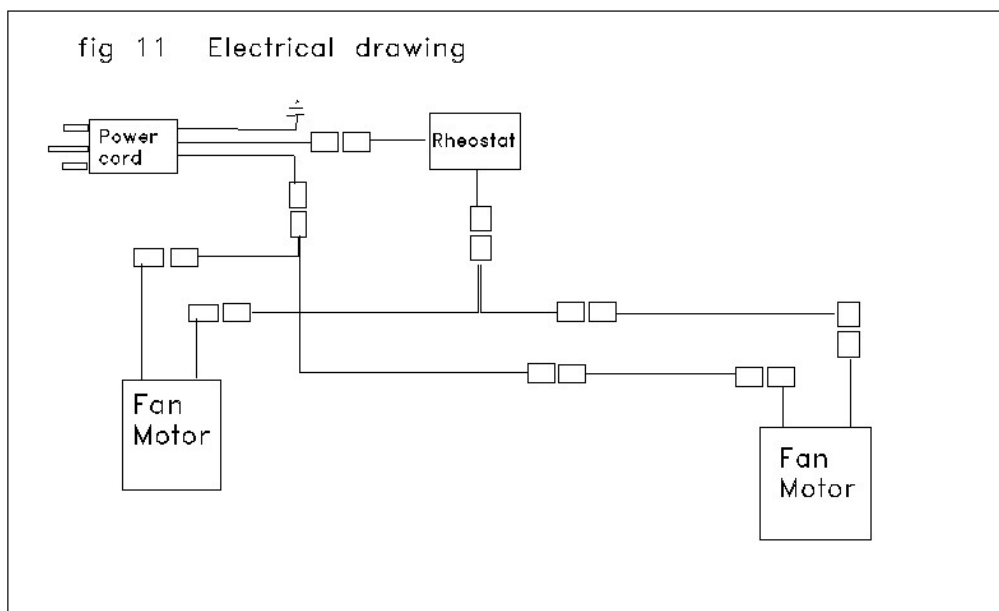 fig 11 Electrical drawing
Power
cord
Rheostat
Fan
Motor
Fan
Motor